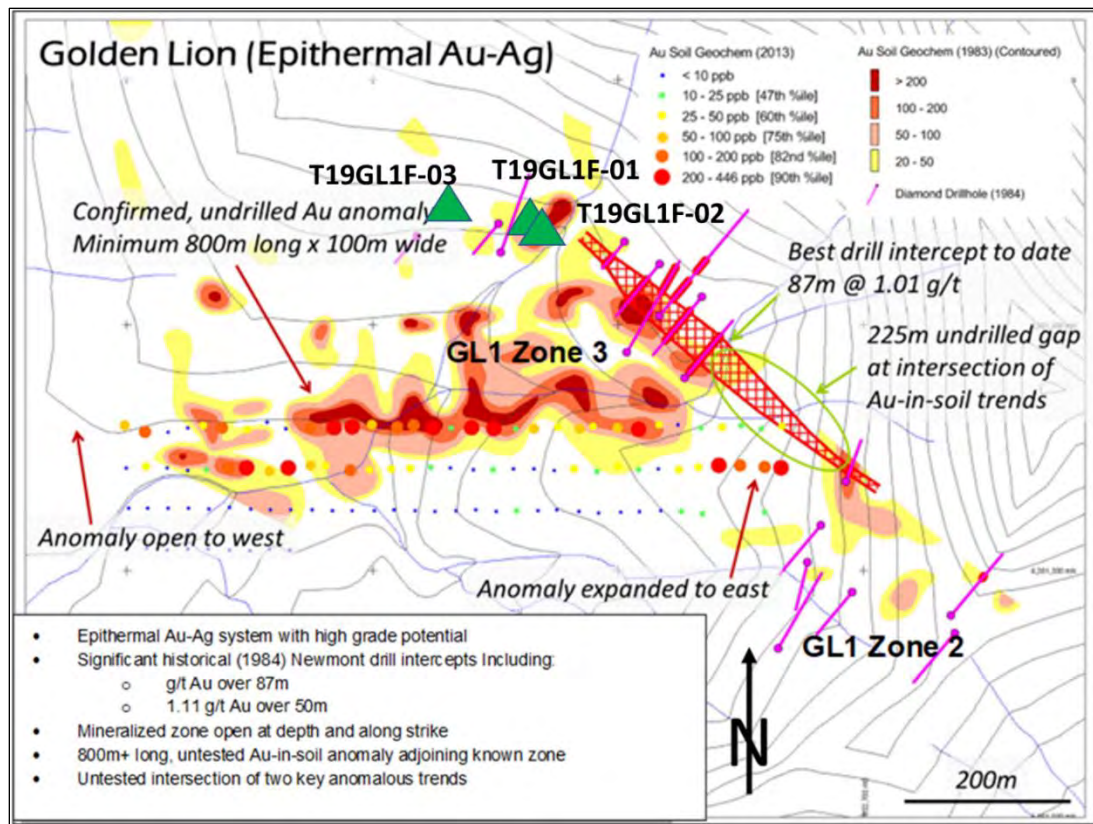 Golden Lion (Epithermal Au-Ag)
Au Soil Geochem (2013)
< 10 ppb
10 - 25 ppb [47th %ile]
25 - 50 ppb [60th %ile]
50 - 100 ppb [75th %ile]
100 - 200 ppb [82nd %ile]
200 - 446 ppb [90th %ile]
Au Soil Geochem (1983) (Contoured)
> 200
100 - 200
50 - 100
20 - 50
Diamond Drillhole (1984)
T19GL1F-03
T19GL1F-01
T19GL1F-02
Confirmed, undrilled Au anomaly
Minimum 800m long x 100m wide
Best drill intercept to date
87m @ 1.01 g/t
225m undrilled gap
at intersection of
Au-in-soil trends
GL1 Zone 3
Anomaly open to west
Anomaly expanded to east
GL1 Zone 2
• Epithermal Au-Ag system with high grade potential
• Significant historical (1984) Newmont drill intercepts Including:
o g/t Au over 87m
o 1.11 g/t Au over 50m
• Mineralized zone open at depth and along strike
• 800m+ long, untested Au-in-soil anomaly adjoining known zone
• Untested intersection of two key anomalous trends
N
200m